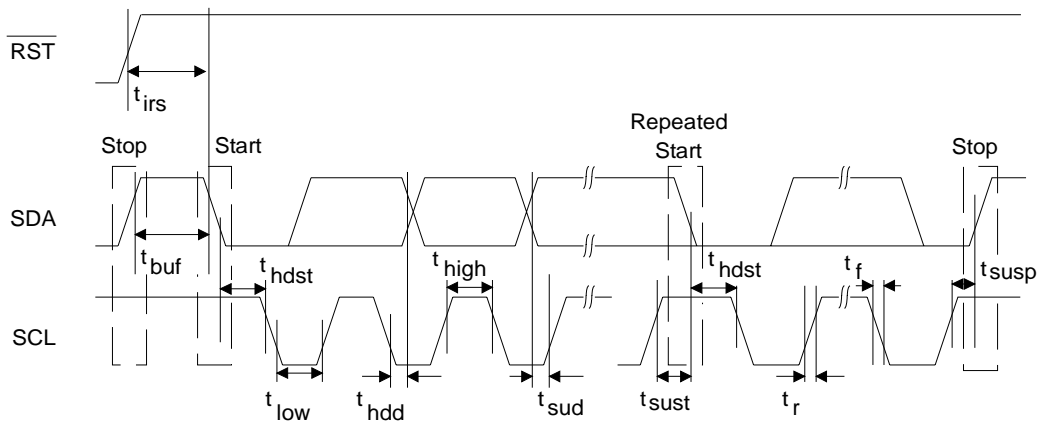 RST
t irs
Repeated
Stop Start Start Stop
SDA
t buf t hdst t high t hdst t f t susp
SCL
t low t hdd t sud t sust t r